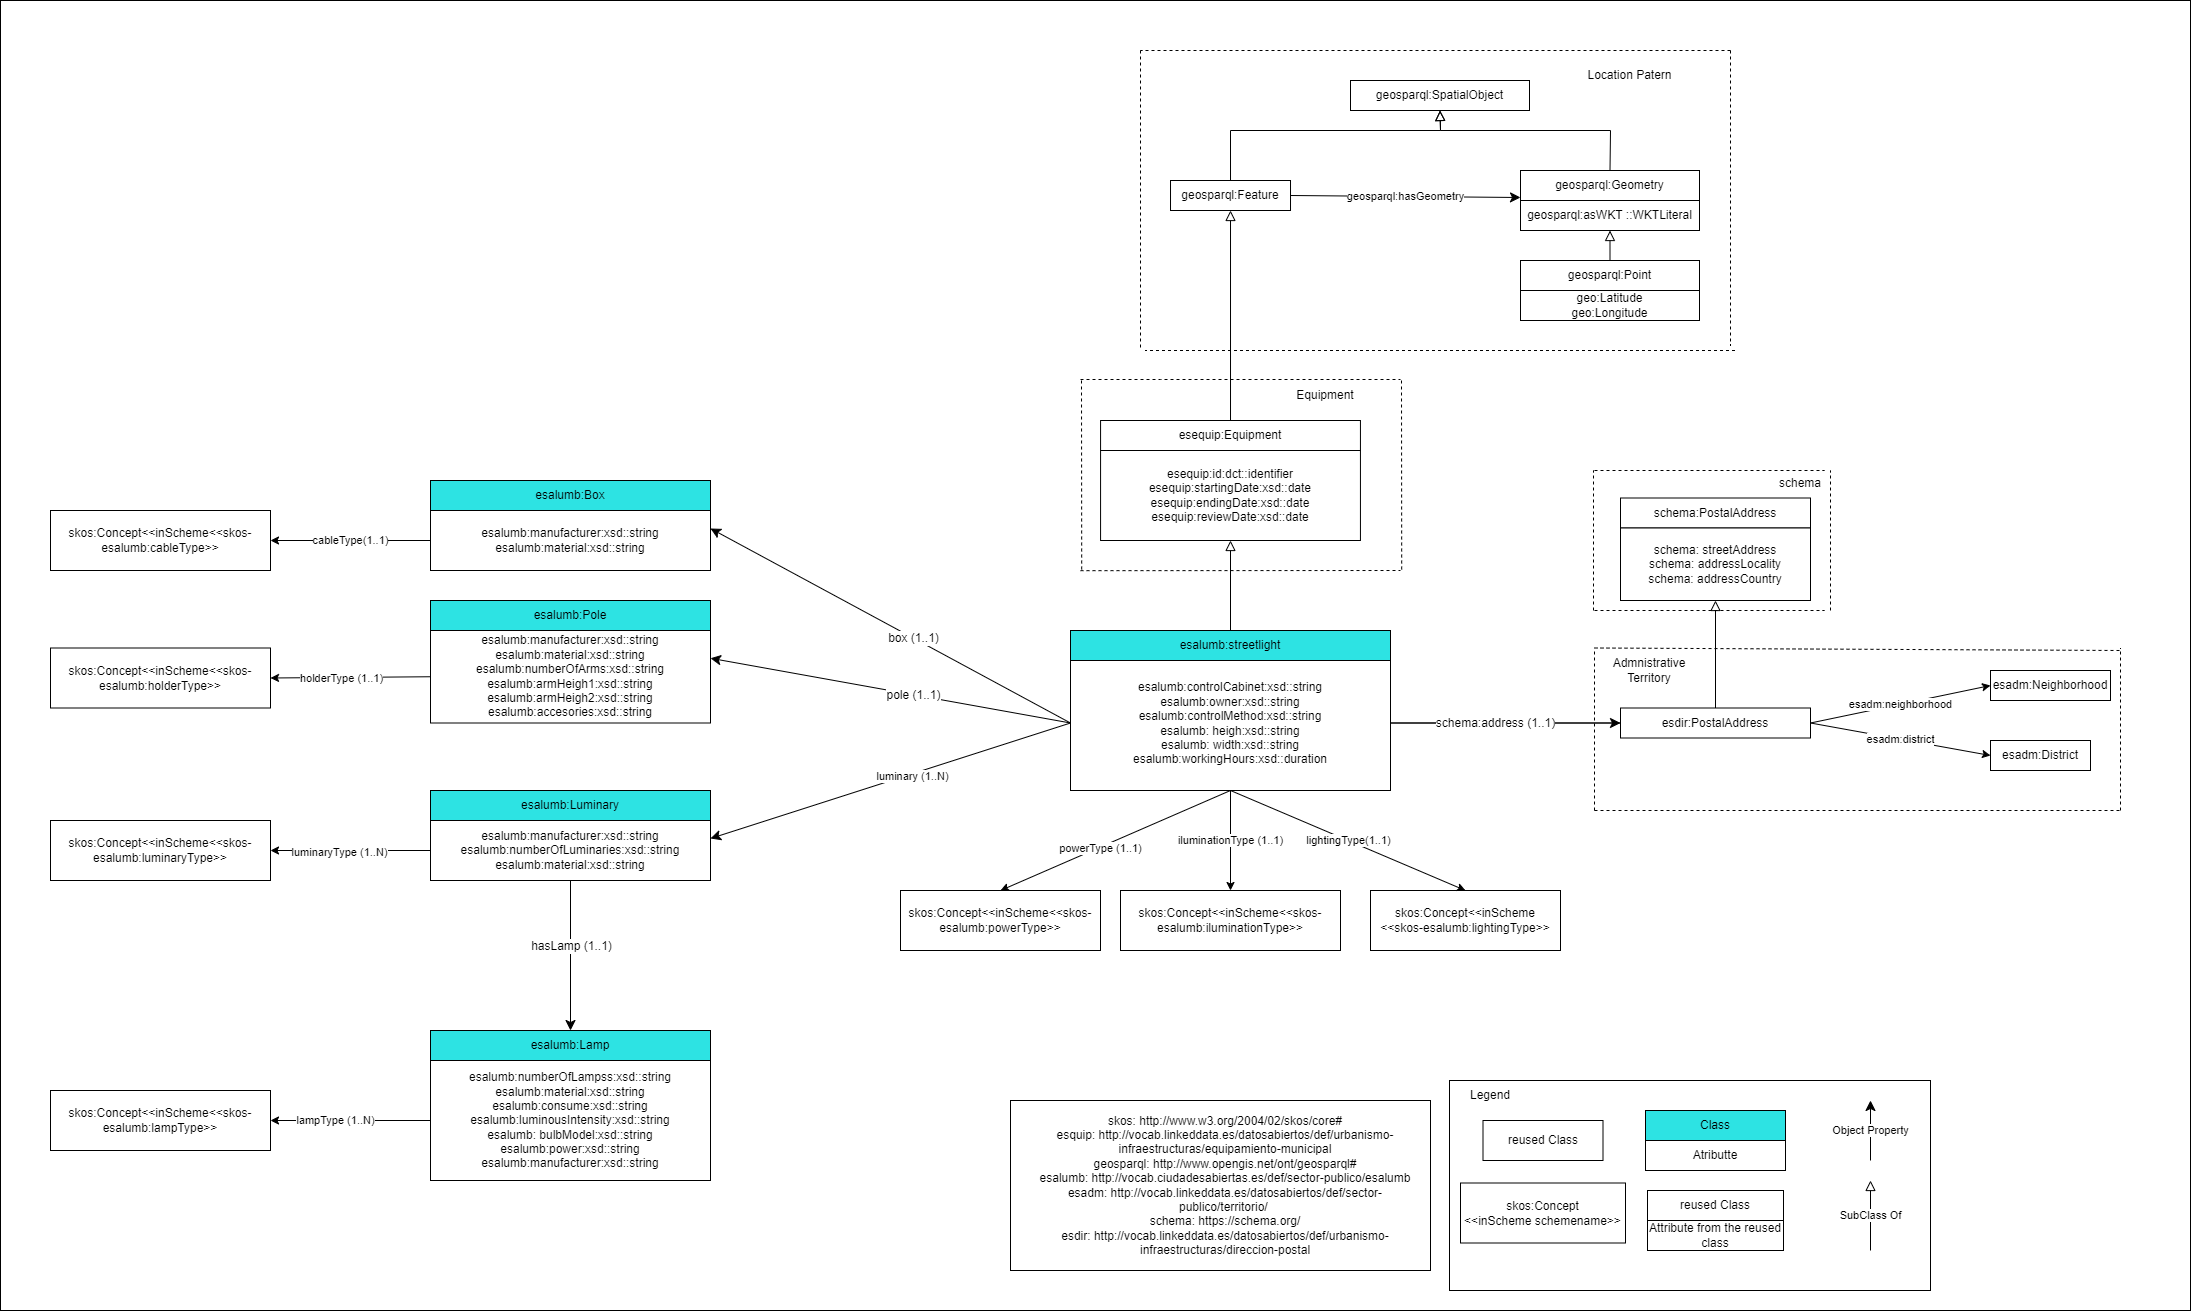 Location Patern
geosparql:SpatialObject
geosparql:Feature
geosparql:hasGeometry
geosparql:Geometry
geosparql:asWKT ::WKTLiteral
geosparql:Point
geo:Latitude
geo:Longitude
Equipment
esequip:Equipment
esequip:id:dct::identifier
esequip:startingDate:xsd::date
esequip:endingDate:xsd::date
esequip:reviewDate:xsd::date
schema
schema:PostalAddress
schema: streetAddress
schema: addressLocality
schema: addressCountry
esalumb:Box
esalumb:manufacturer:xsd::string
esalumb:material:xsd::string
cableType(1..1)
skos:Concept<<inScheme<<skos-
esalumb:cableType>>
esalumb:Pole
esalumb:manufacturer:xsd::string
esalumb:material:xsd::string
esalumb:numberOfArms:xsd::string
esalumb:armHeigh1:xsd::string
esalumb:armHeigh2:xsd::string
esalumb:accesories:xsd::string
holderType (1..1)
skos:Concept<<inScheme<<skos-
esalumb:holderType>>
box (1..1)
pole (1..1)
luminary (1..N)
esalumb:streetlight
esalumb:controlCabinet:xsd::string
esalumb:owner:xsd::string
esalumb:controlMethod:xsd::string
esalumb: heigh:xsd::string
esalumb: width:xsd::string
esalumb:workingHours:xsd::duration
schema:address (1..1)
Admnistrative
Territory
esdir:PostalAddress
esadm:neighborhood
esadm:Neighborhood
esadm:district
esadm:District
esalumb:Luminary
esalumb:manufacturer:xsd::string
esalumb:numberOfLuminaries:xsd::string
esalumb:material:xsd::string
luminaryType (1..N)
skos:Concept<<inScheme<<skos-
esalumb:luminaryType>>
powerType (1..1)
iluminationType (1..1)
lightingType(1..1)
skos:Concept<<inScheme<<skos-
esalumb:powerType>>
skos:Concept<<inScheme<<skos-
esalumb:iluminationType>>
skos:Concept<<inScheme
<<skos-esalumb:lightingType>>
hasLamp (1..1)
esalumb:Lamp
esalumb:numberOfLampss:xsd::string
esalumb:material:xsd::string
esalumb:consume:xsd::string
esalumb:luminousIntensity:xsd::string
esalumb: bulbModel:xsd::string
esalumb:power:xsd::string
esalumb:manufacturer:xsd::string
lampType (1..N)
skos:Concept<<inScheme<<skos-
esalumb:lampType>>
skos: http://www.w3.org/2004/02/skos/core#
esquip: http://vocab.linkeddata.es/datosabiertos/def/urbanismo-
infraestructuras/equipamiento-municipal
geosparql: http://www.opengis.net/ont/geosparql#
esalumb: http://vocab.ciudadesabiertas.es/def/sector-publico/esalumb
esadm: http://vocab.linkeddata.es/datosabiertos/def/sector-
publico/territorio/
schema: https://schema.org/
esdir: http://vocab.linkeddata.es/datosabiertos/def/urbanismo-
infraestructuras/direccion-postal
Legend
reused Class
Class
Atributte
Object Property
skos:Concept
<<inScheme schemename>>
reused Class
Attribute from the reused
class
SubClass Of